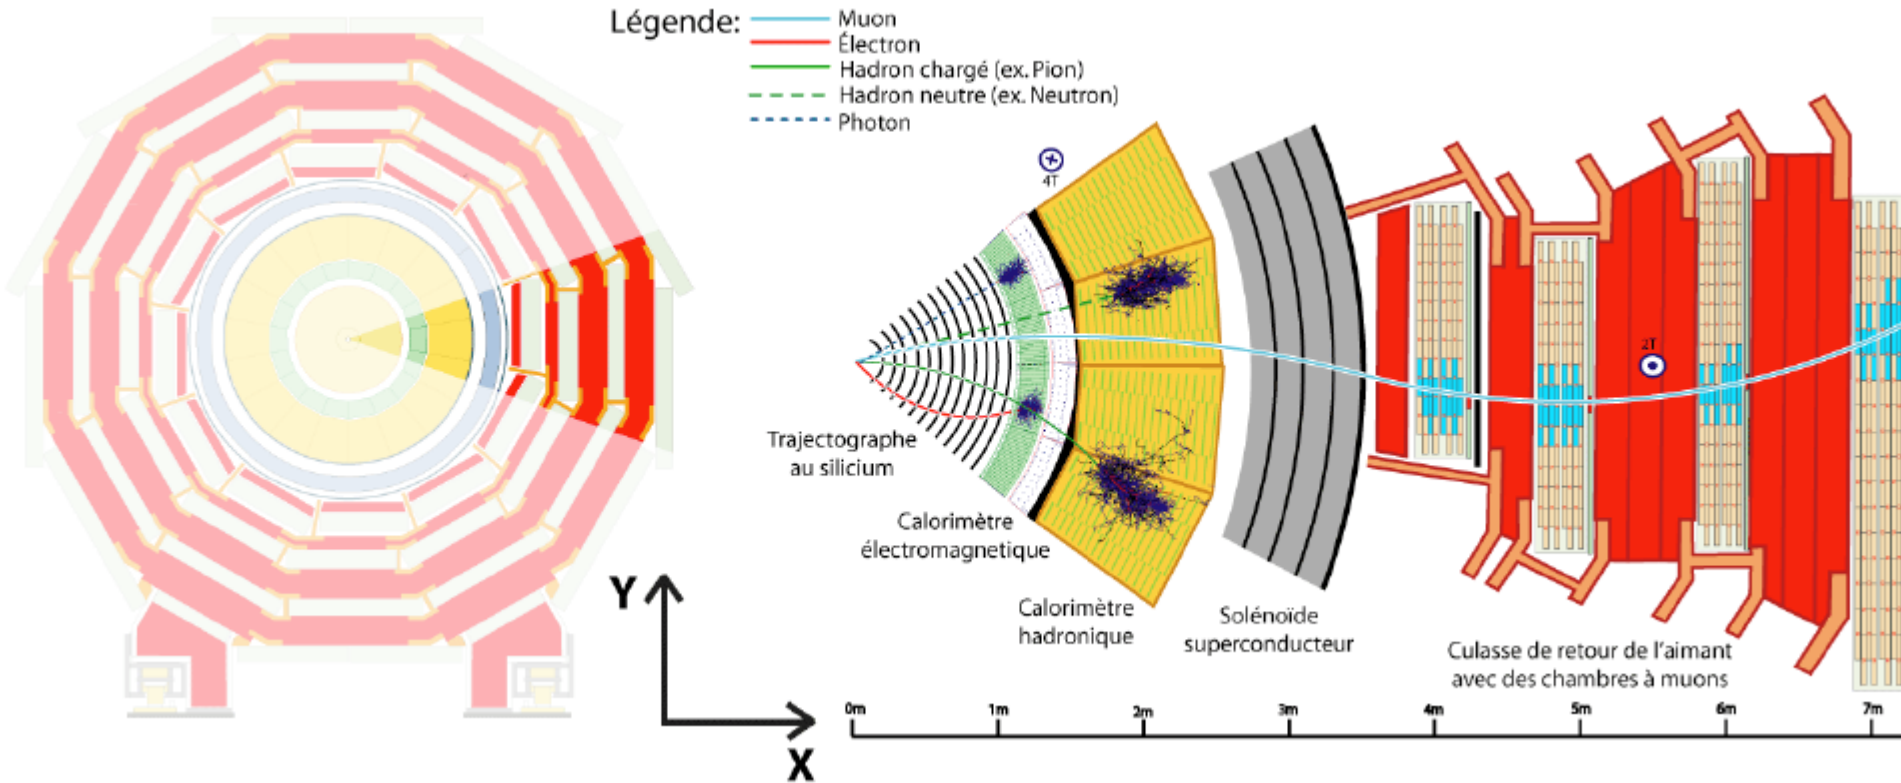 Légende:
Muon
Électron
Hadron chargé (ex. Pion)
Hadron neutre (ex. Neutron)
Photon
4T
2T
Trajectographe
au silicium
Calorimètre
électromagnetique
Calorimètre
hadronique
Solénoïde
superconducteur
Culasse de retour de l'aimant
avec des chambres à muons
Y
X
0m 1m 2m 3m 4m 5m 6m 7m